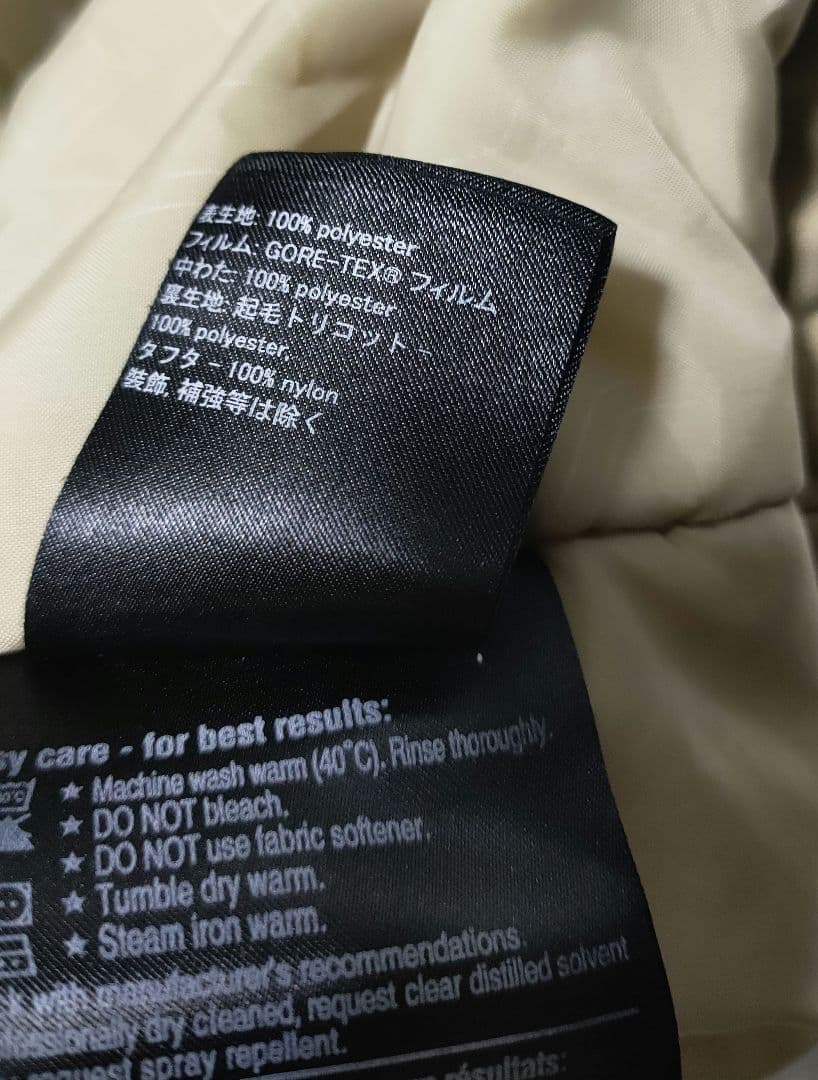 表生地: 100% polyester
フィルム: GORE-TEX® フィルム
中わた: 100% polyester
裏生地: 起毛トリコット -
100% polyester,
タフタ - 100% nylon
装飾, 補強等は除く
sy care - for best results:
★ Machine wash warm (40°C). Rinse thoroughly.
★ DO NOT bleach.
★ DO NOT use fabric softener.
★ Tumble dry warm.
★ Steam iron warm.
k with manufacturer's recommendations.
fessionally dry cleaned, request clear distilled solvent
request spray repellent.
résultats: